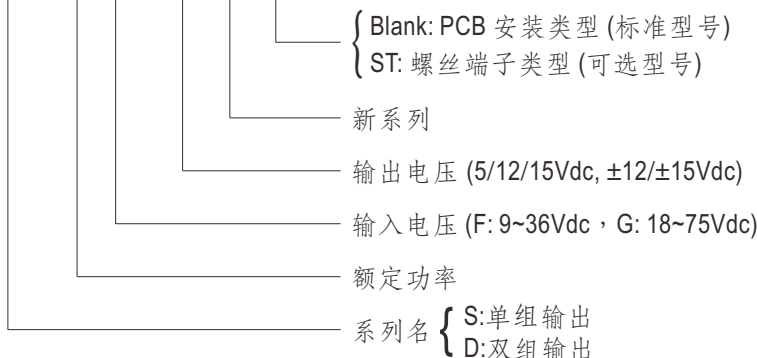 Blank: PCB 安装类型 (标准型号)
ST: 螺丝端子类型 (可选型号)
新系列
输出电压 (5/12/15Vdc, ±12/±15Vdc)
输入电压 (F: 9~36Vdc，G: 18~75Vdc)
额定功率
系列名 { S:单组输出
D:双组输出